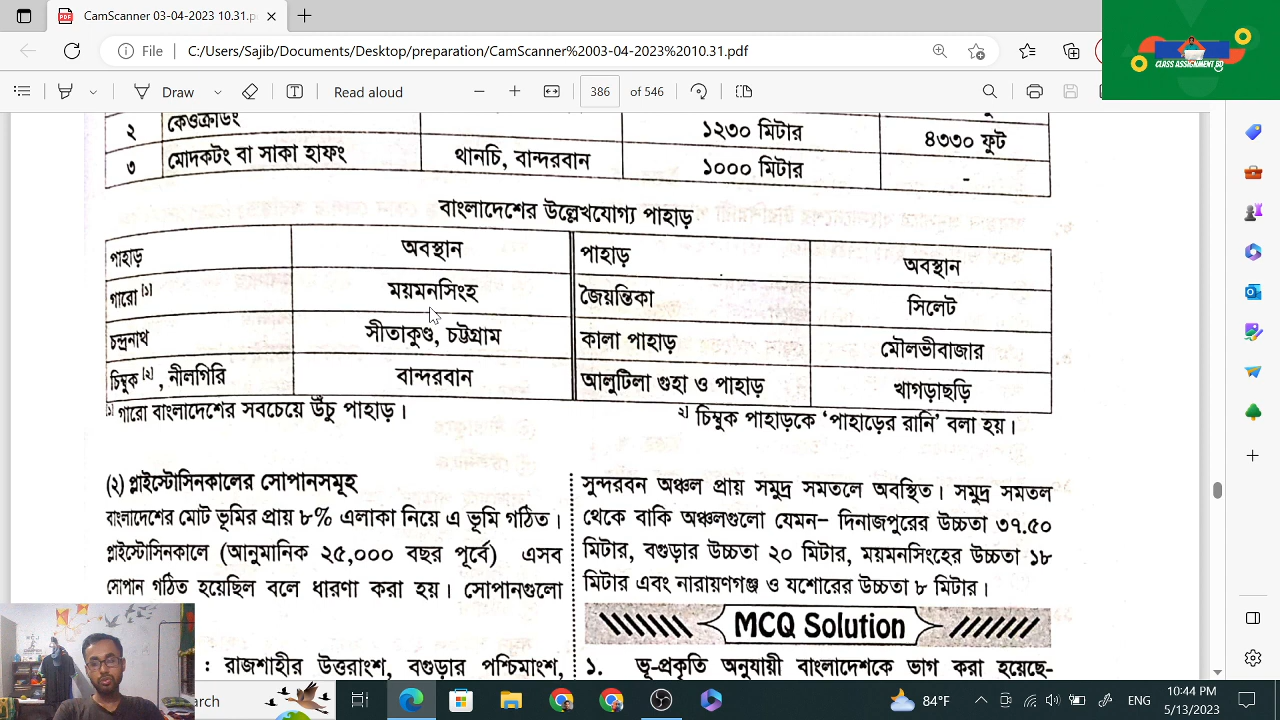 CamScanner 03-04-2023 10.31.p
File C:/Users/Sajib/Documents/Desktop/preparation/CamScanner%2003-04-2023%2010.31.pdf
CLASS ASSIGNMENT BD
Draw Read aloud 386 of 546
২ কেওক্রাডং ১২৩০ মিটার ৪৩৩০ ফুট
৩ মোদকটং বা সাকা হাফং থানচি, বান্দরবান ১০০০ মিটার -
বাংলাদেশের উল্লেখযোগ্য পাহাড়
পাহাড় অবস্থান পাহাড় অবস্থান
গারো [১] ময়মনসিংহ জৈয়ন্তিকা সিলেট
চন্দ্রনাথ সীতাকুণ্ড, চট্টগ্রাম কালা পাহাড় মৌলভীবাজার
চিম্বুক [২], নীলগিরি বান্দরবান আলুটিলা গুহা ও পাহাড় খাগড়াছড়ি
[১] গারো বাংলাদেশের সবচেয়ে উঁচু পাহাড়। ২] চিম্বুক পাহাড়কে ‘পাহাড়ের রানি’ বলা হয়।
(২) প্লাইস্টোসিনকালের সোপানসমূহ
বাংলাদেশের মোট ভূমির প্রায় ৮% এলাকা নিয়ে এ ভূমি গঠিত।
প্লাইস্টোসিনকালে (আনুমানিক ২৫,০০০ বছর পূর্বে) এসব
সোপান গঠিত হয়েছিল বলে ধারণা করা হয়। সোপানগুলো
: রাজশাহীর উত্তরাংশ, বগুড়ার পশ্চিমাংশ,
সুন্দরবন অঞ্চল প্রায় সমুদ্র সমতলে অবস্থিত। সমুদ্র সমতল
থেকে বাকি অঞ্চলগুলো যেমন– দিনাজপুরের উচ্চতা ৩৭.৫০
মিটার, বগুড়ার উচ্চতা ২০ মিটার, ময়মনসিংহের উচ্চতা ১৮
মিটার এবং নারায়ণগঞ্জ ও যশোরের উচ্চতা ৮ মিটার।
MCQ Solution
১. ভূ-প্রকৃতি অনুযায়ী বাংলাদেশকে ভাগ করা হয়েছে-
arch 84°F ENG 10:44 PM
5/13/2023